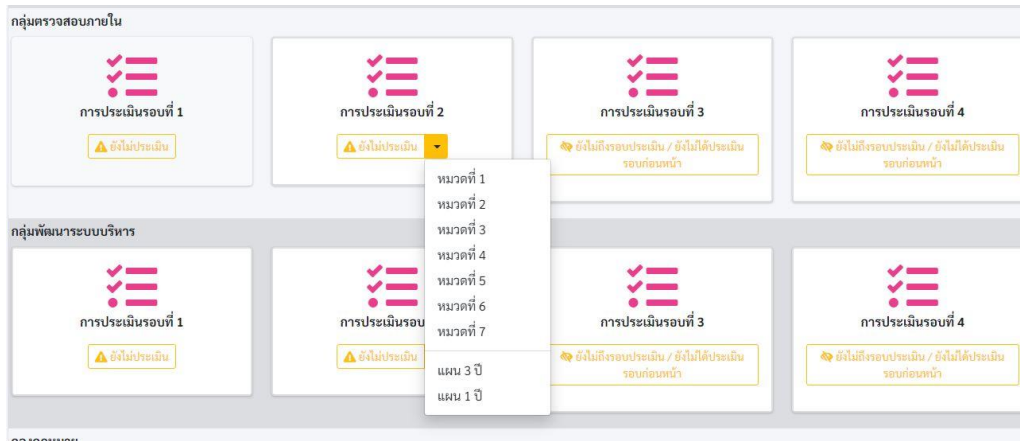 กลุ่มตรวจสอบภายใน
การประเมินรอบที่ 1
การประเมินรอบที่ 2
การประเมินรอบที่ 3
การประเมินรอบที่ 4
ยังไม่ประเมิน
ยังไม่ประเมิน
ยังไม่ถึงรอบประเมิน / ยังไม่ได้ประเมิน
รอบก่อนหน้า
ยังไม่ถึงรอบประเมิน / ยังไม่ได้ประเมิน
รอบก่อนหน้า
หมวดที่ 1
หมวดที่ 2
หมวดที่ 3
หมวดที่ 4
หมวดที่ 5
หมวดที่ 6
หมวดที่ 7
แผน 3 ปี
แผน 1 ปี
กลุ่มพัฒนาระบบบริหาร
การประเมินรอบที่ 1
การประเมินรอบ
การประเมินรอบที่ 3
การประเมินรอบที่ 4
ยังไม่ประเมิน
ยังไม่ประเมิน
ยังไม่ถึงรอบประเมิน / ยังไม่ได้ประเมิน
รอบก่อนหน้า
ยังไม่ถึงรอบประเมิน / ยังไม่ได้ประเมิน
รอบก่อนหน้า